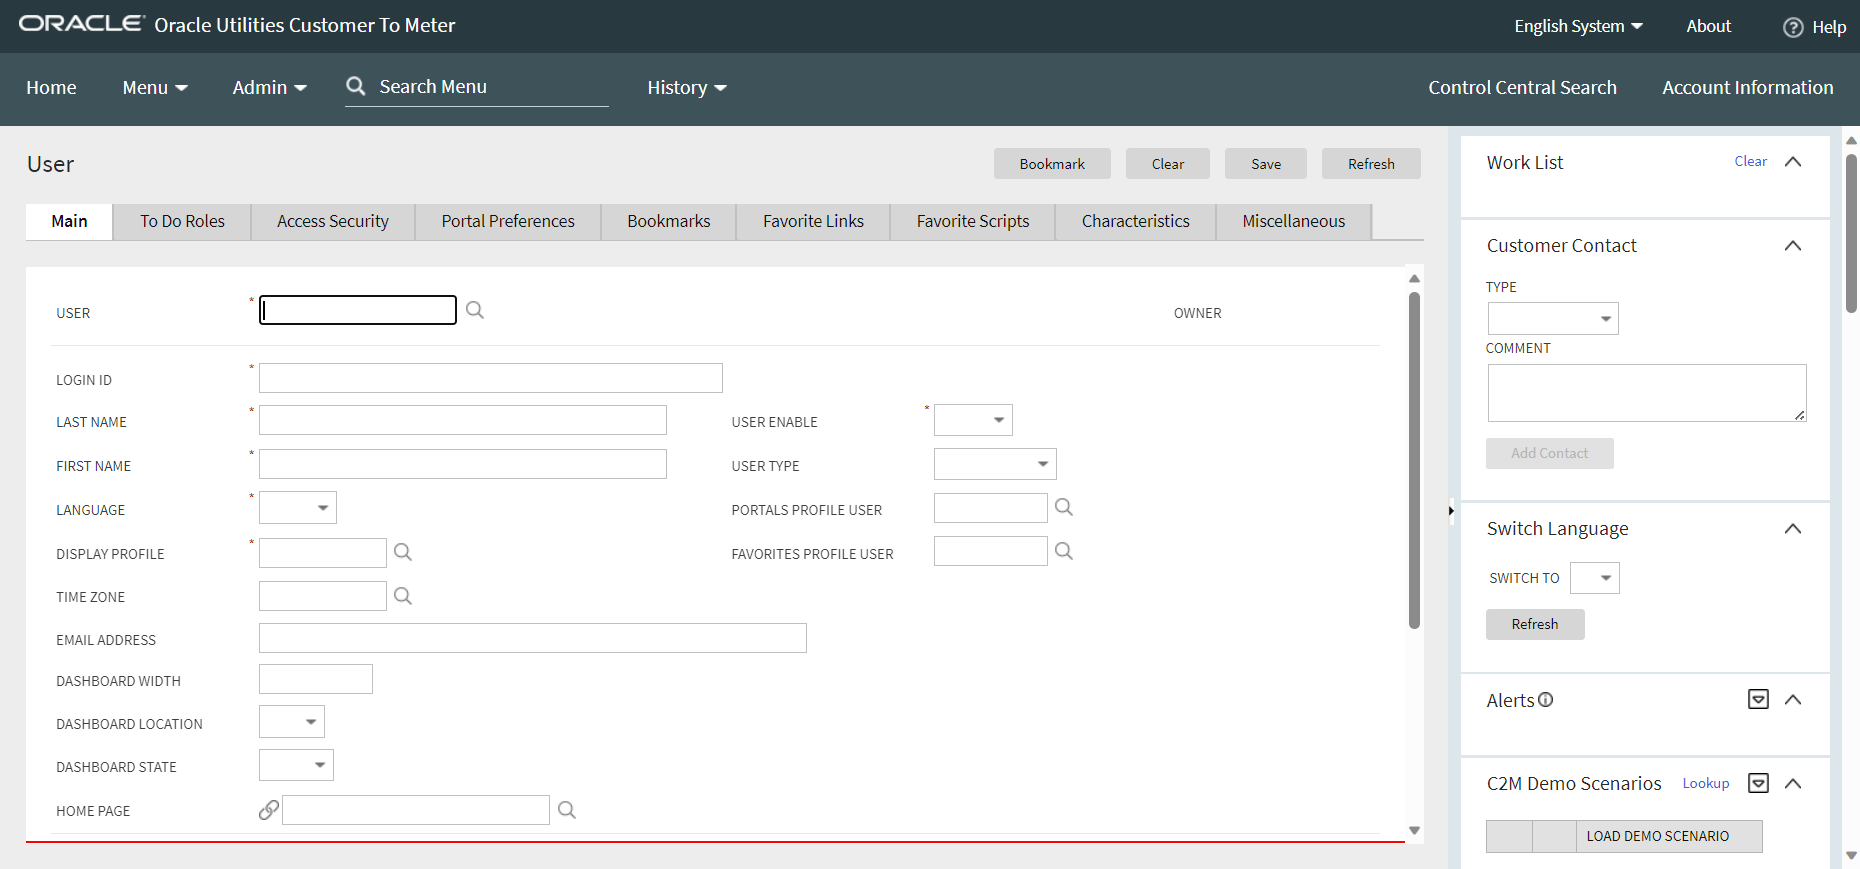 ORACLE Oracle Utilities Customer To Meter
English System About Help
Home Menu Admin Search Menu History Control Central Search Account Information
User
Bookmark Clear Save Refresh
Main To Do Roles Access Security Portal Preferences Bookmarks Favorite Links Favorite Scripts Characteristics Miscellaneous
USER *
OWNER
LOGIN ID *
LAST NAME *
USER ENABLE *
FIRST NAME *
USER TYPE
LANGUAGE *
PORTALS PROFILE USER
DISPLAY PROFILE *
FAVORITES PROFILE USER
TIME ZONE
EMAIL ADDRESS
DASHBOARD WIDTH
DASHBOARD LOCATION
DASHBOARD STATE
HOME PAGE
Work List Clear
Customer Contact
TYPE
COMMENT
Add Contact
Switch Language
SWITCH TO
Refresh
Alerts
C2M Demo Scenarios Lookup
LOAD DEMO SCENARIO